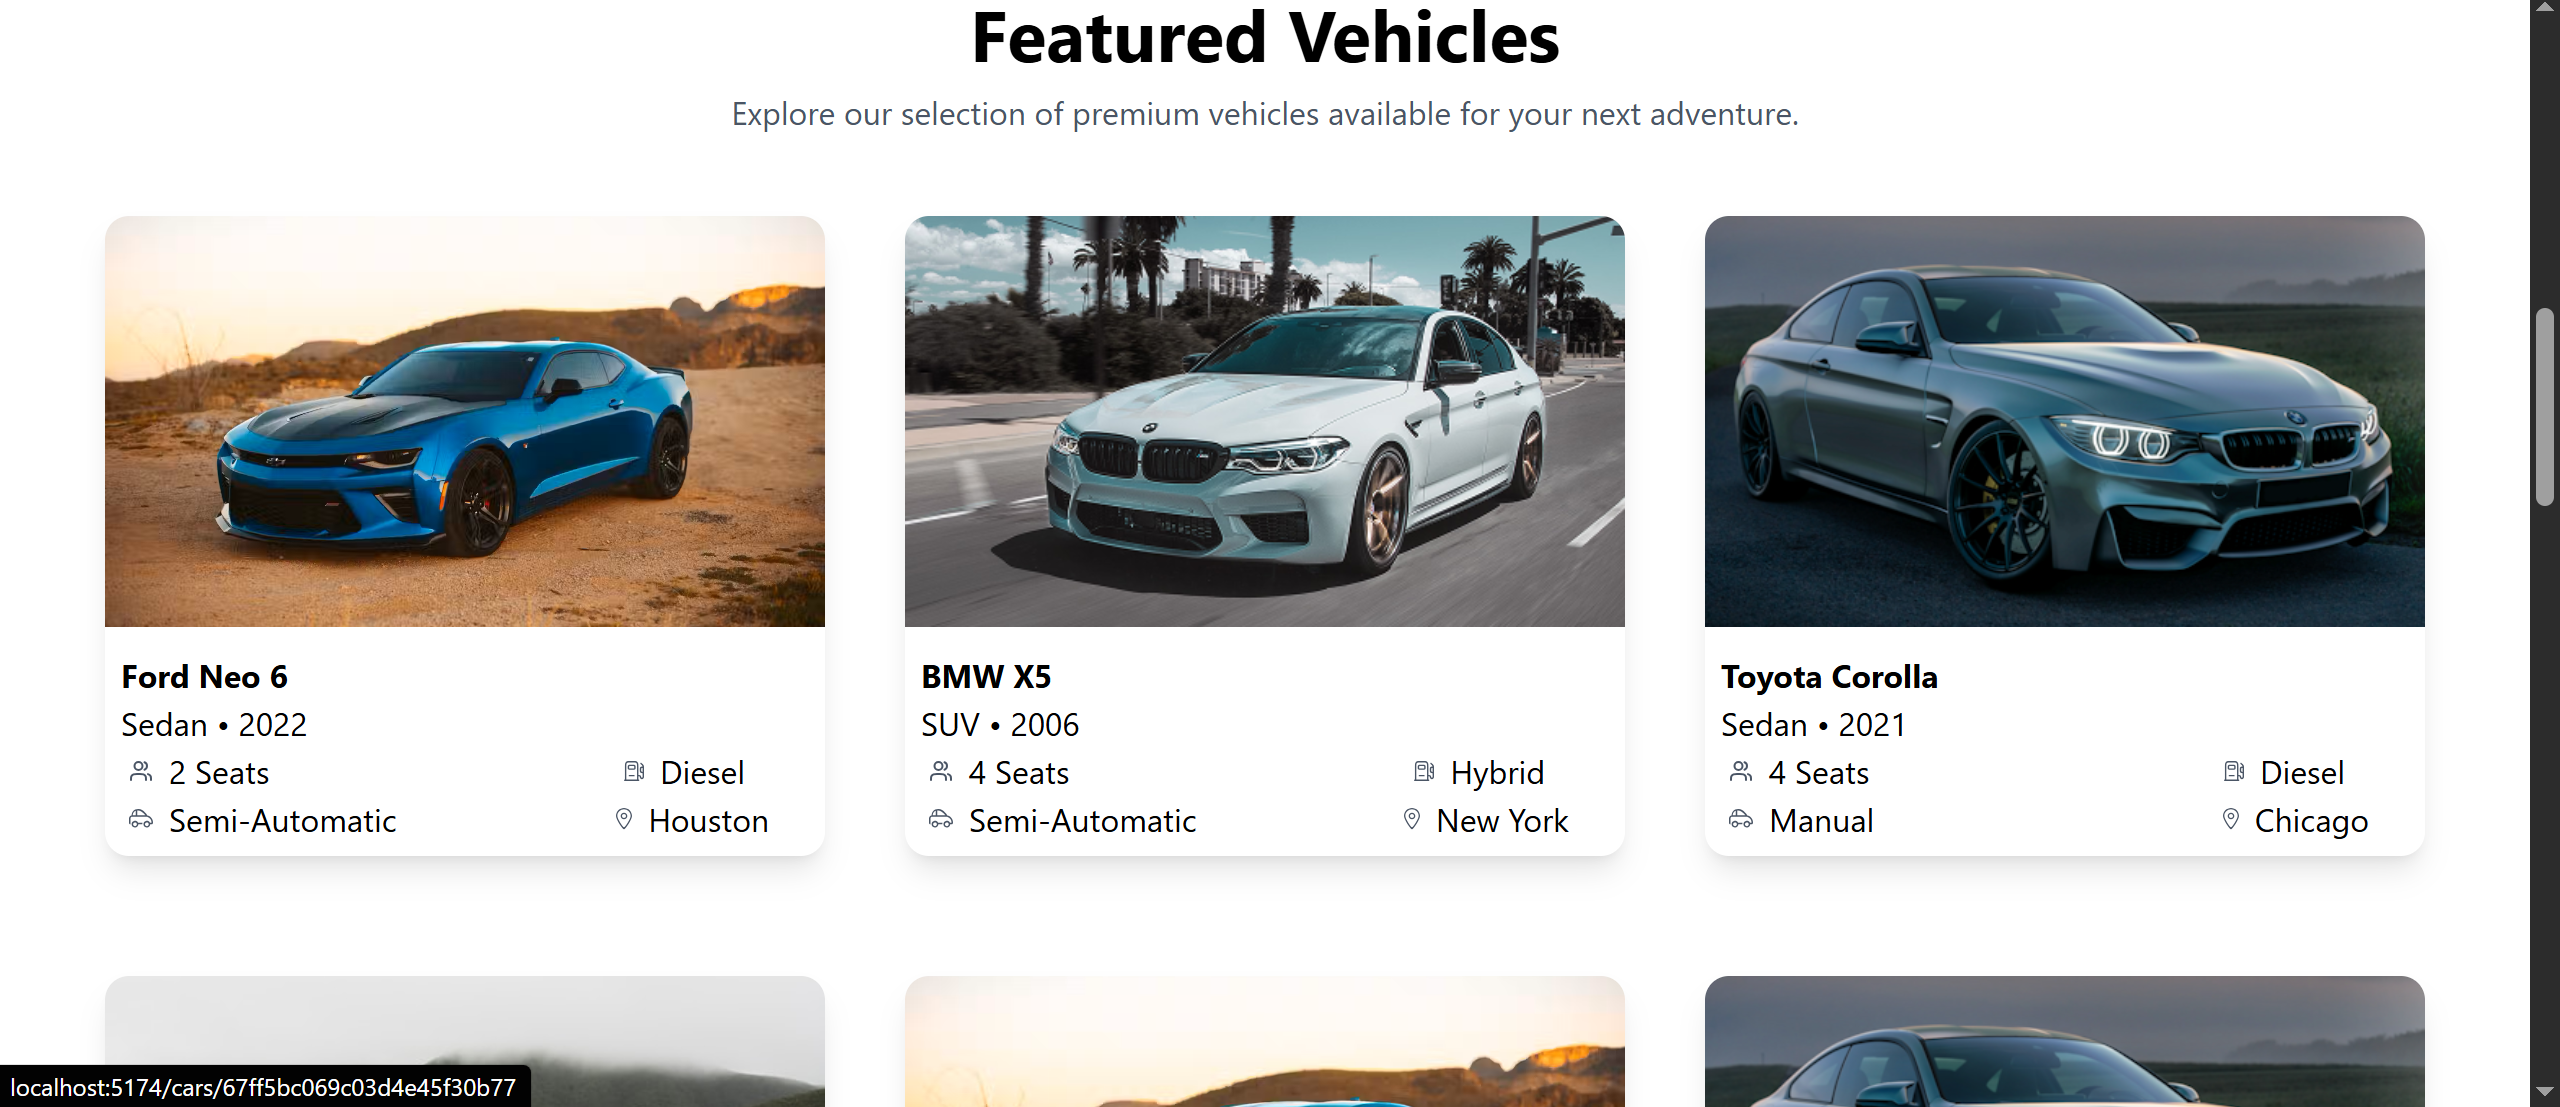 Featured Vehicles
Explore our selection of premium vehicles available for your next adventure.
Ford Neo 6
Sedan • 2022
2 Seats
Diesel
Semi-Automatic
Houston
BMW X5
SUV • 2006
4 Seats
Hybrid
Semi-Automatic
New York
Toyota Corolla
Sedan • 2021
4 Seats
Diesel
Manual
Chicago
localhost:5174/cars/67ff5bc069c03d4e45f30b77